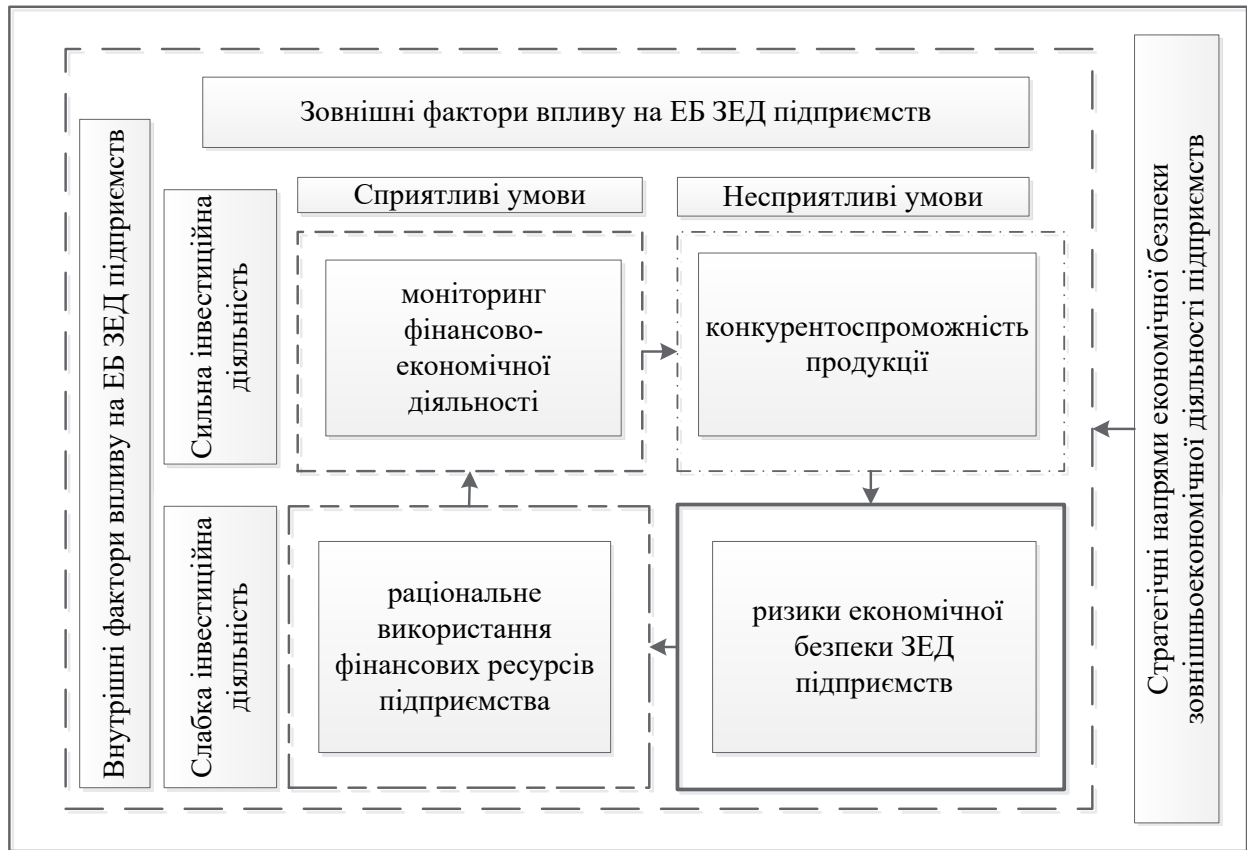 Зовнішні фактори впливу на ЕБ ЗЕД підприємств
Внутрішні фактори впливу на ЕБ ЗЕД підприємств
Сприятливі умови
Несприятливі умови
Сильна інвестиційна
діяльність
моніторинг
фінансово-
економічної
діяльності
конкурентоспроможність
продукції
Слабка інвестиційна
діяльність
раціональне
використання
фінансових ресурсів
підприємства
ризики економічної
безпеки ЗЕД
підприємств
Стратегічні напрями економічної безпеки
зовнішньоекономічної діяльності підприємств